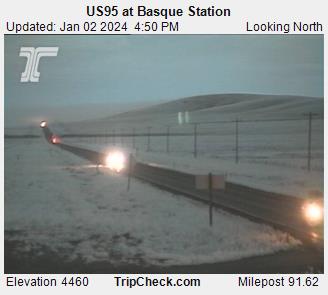 US95 at Basque Station
Updated: Jan 02 2024 4:50 PM Looking North
Elevation 4460 TripCheck.com Milepost 91.62